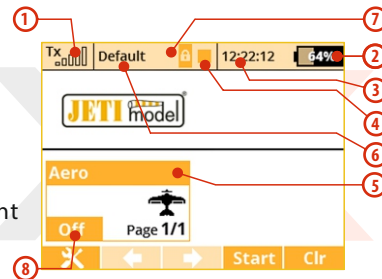 1
7
Tx Default 12:22:12 64%
2
3
4
JETI model
6
Aero
5
nt
Off Page 1/1
Start Clr
8